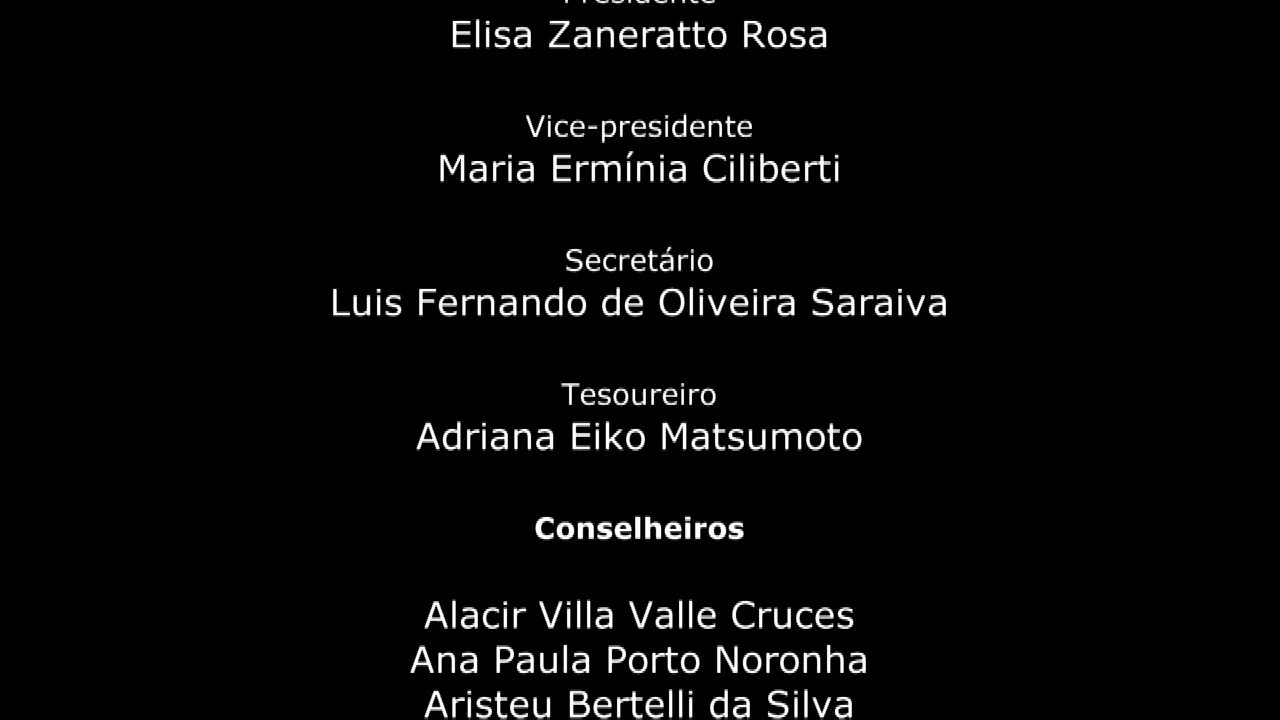 Presidente
Elisa Zaneratto Rosa
Vice-presidente
Maria Ermínia Ciliberti
Secretário
Luis Fernando de Oliveira Saraiva
Tesoureiro
Adriana Eiko Matsumoto
Conselheiros
Alacir Villa Valle Cruces
Ana Paula Porto Noronha
Aristeu Bertelli da Silva